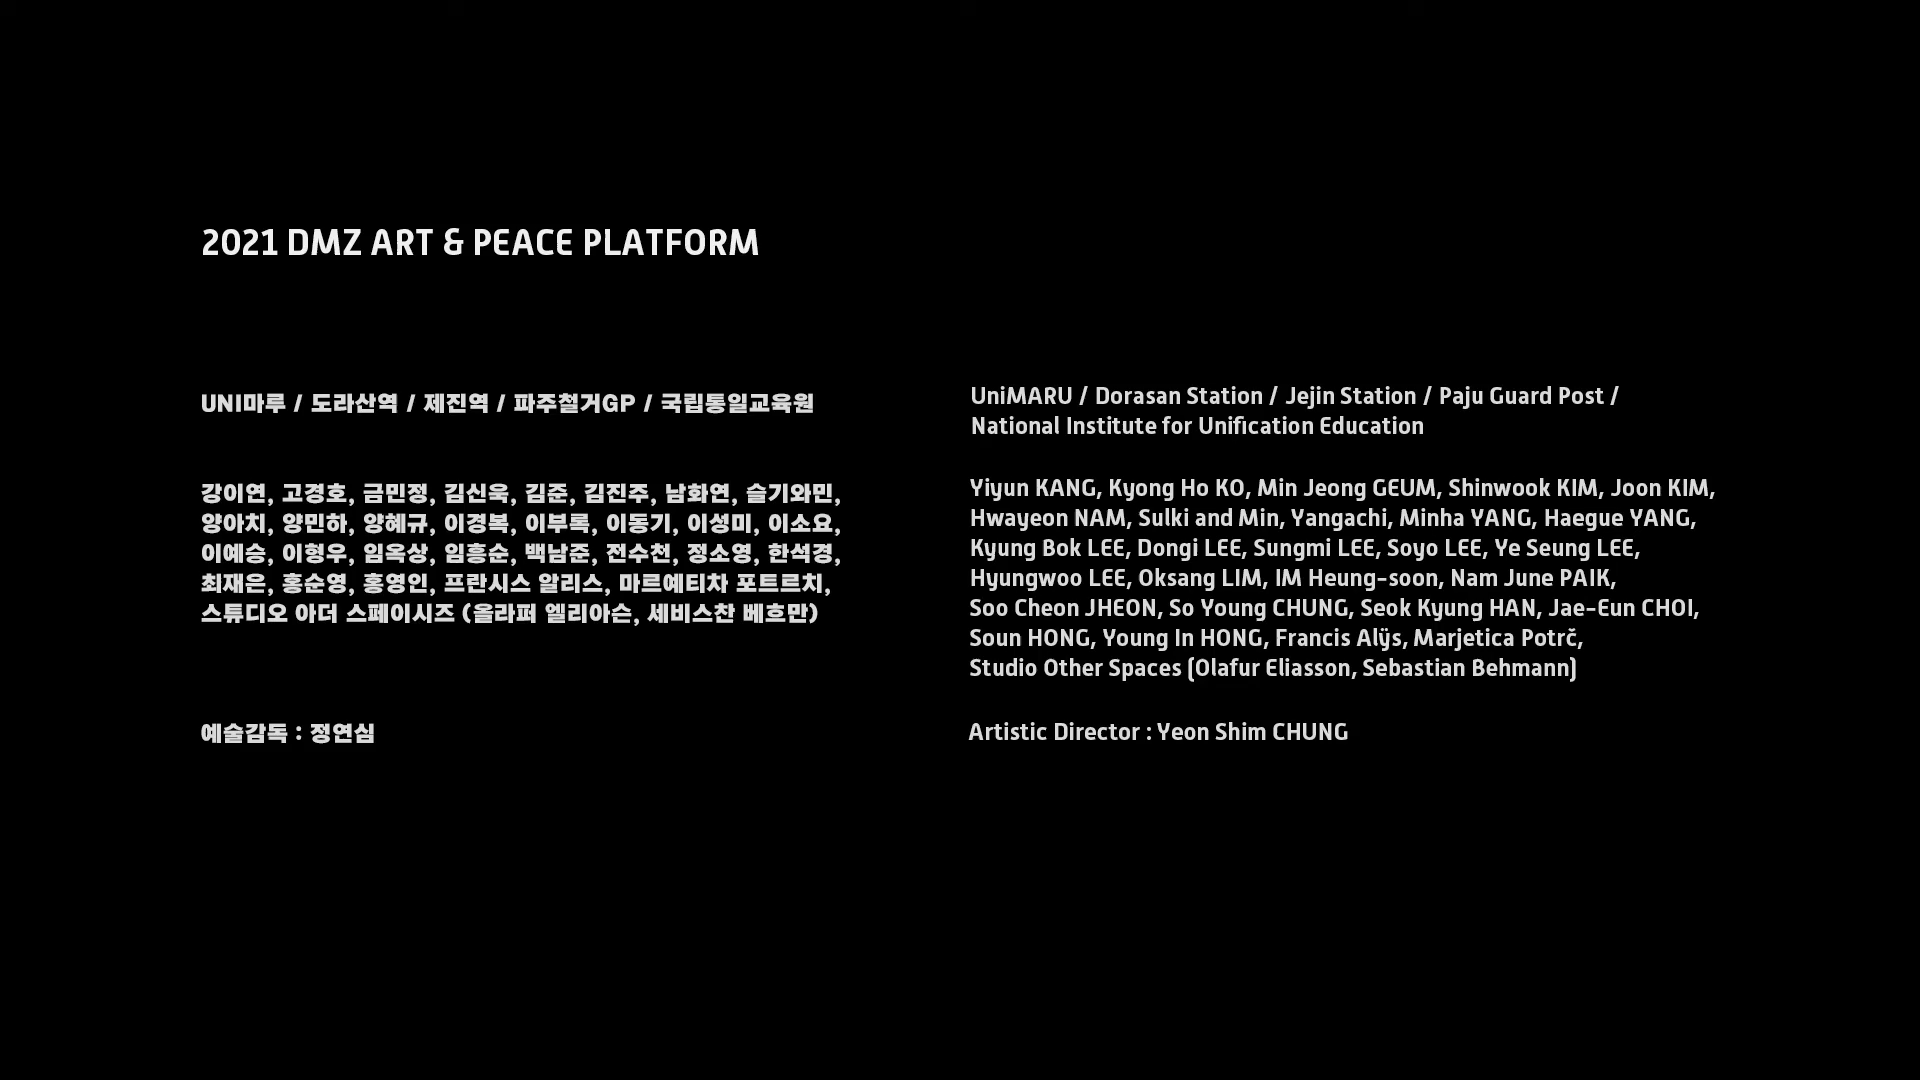 2021 DMZ ART & PEACE PLATFORM
UNI마루 / 도라산역 / 제진역 / 파주철거GP / 국립통일교육원
강이연, 고경호, 금민정, 김신욱, 김준, 김진주, 남화연, 슬기와민,
양아치, 양민하, 양혜규, 이경복, 이부록, 이동기, 이성미, 이소요,
이예승, 이형우, 임옥상, 임흥순, 백남준, 전수천, 정소영, 한석경,
최재은, 홍순영, 홍영인, 프란시스 알리스, 마르예티차 포트르치,
스튜디오 아더 스페이시즈 (올라퍼 엘리아슨, 세비스찬 베흐만)
예술감독 : 정연심
UniMARU / Dorasan Station / Jejin Station / Paju Guard Post /
National Institute for Unification Education
Yiyun KANG, Kyong Ho KO, Min Jeong GEUM, Shinwook KIM, Joon KIM,
Hwayeon NAM, Sulki and Min, Yangachi, Minha YANG, Haegue YANG,
Kyung Bok LEE, Dongi LEE, Sungmi LEE, Soyo LEE, Ye Seung LEE,
Hyungwoo LEE, Oksang LIM, IM Heung-soon, Nam June PAIK,
Soo Cheon JHEON, So Young CHUNG, Seok Kyung HAN, Jae-Eun CHOI,
Soun HONG, Young In HONG, Francis Alÿs, Marjetica Potrč,
Studio Other Spaces (Olafur Eliasson, Sebastian Behmann)
Artistic Director : Yeon Shim CHUNG